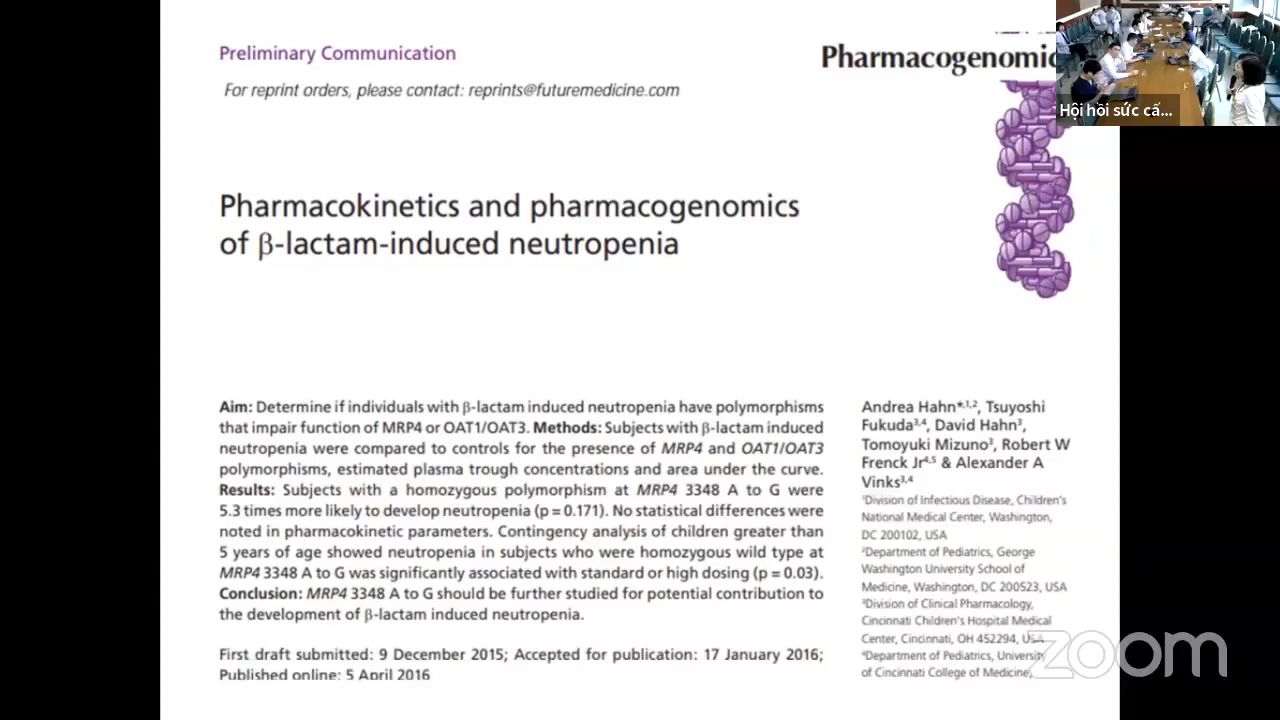 Preliminary Communication
For reprint orders, please contact: reprints@futuremedicine.com
Pharmacogenomic
Hội hồi sức cấ...
Pharmacokinetics and pharmacogenomics
of β-lactam-induced neutropenia
Aim: Determine if individuals with β-lactam induced neutropenia have polymorphisms
that impair function of MRP4 or OAT1/OAT3. Methods: Subjects with β-lactam induced
neutropenia were compared to controls for the presence of MRP4 and OAT1/OAT3
polymorphisms, estimated plasma trough concentrations and area under the curve.
Results: Subjects with a homozygous polymorphism at MRP4 3348 A to G were
5.3 times more likely to develop neutropenia (p = 0.171). No statistical differences were
noted in pharmacokinetic parameters. Contingency analysis of children greater than
5 years of age showed neutropenia in subjects who were homozygous wild type at
MRP4 3348 A to G was significantly associated with standard or high dosing (p = 0.03).
Conclusion: MRP4 3348 A to G should be further studied for potential contribution to
the development of β-lactam induced neutropenia.
First draft submitted: 9 December 2015; Accepted for publication: 17 January 2016;
Published online: 5 April 2016
Andrea Hahn*,1,2, Tsuyoshi
Fukuda3,4, David Hahn3,
Tomoyuki Mizuno3, Robert W
Frenck Jr4,5 & Alexander A
Vinks3,4
1Division of Infectious Disease, Children's
National Medical Center, Washington,
DC 200102, USA
2Department of Pediatrics, George
Washington University School of
Medicine, Washington, DC 200523, USA
3Division of Clinical Pharmacology,
Cincinnati Children's Hospital Medical
Center, Cincinnati, OH 452294, USA
4Department of Pediatrics, University
of Cincinnati College of Medicine,
zoom